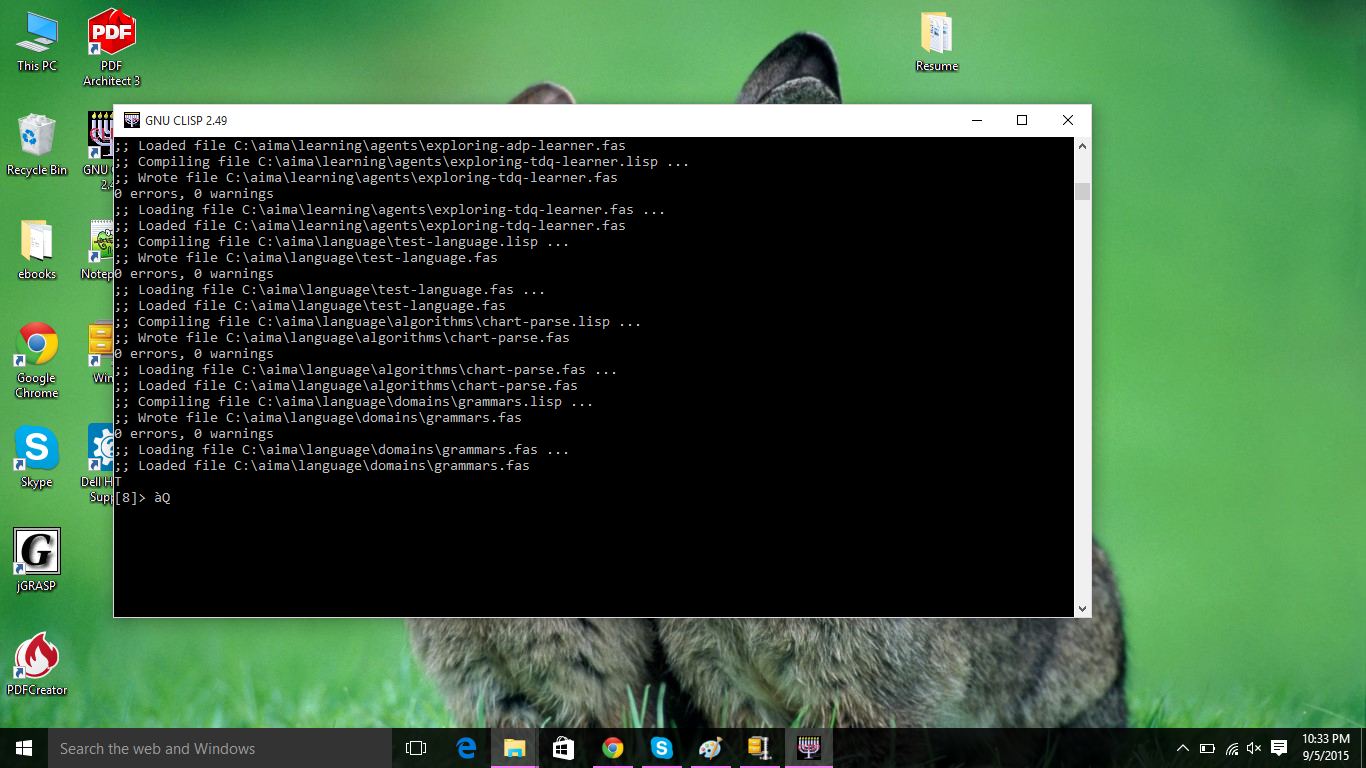 This PC
PDF
PDF Architect 3
Resume
Recycle Bin
GNU
2.4
ebooks
Notep
Google Chrome
Win
Skype
Dell H
Supp
jGRASP
PDFCreator
GNU CLISP 2.49
;; Loaded file C:\aima\learning\agents\exploring-adp-learner.fas
;; Compiling file C:\aima\learning\agents\exploring-tdq-learner.lisp ...
;; Wrote file C:\aima\learning\agents\exploring-tdq-learner.fas
0 errors, 0 warnings
;; Loading file C:\aima\learning\agents\exploring-tdq-learner.fas ...
;; Loaded file C:\aima\learning\agents\exploring-tdq-learner.fas
;; Compiling file C:\aima\language\test-language.lisp ...
;; Wrote file C:\aima\language\test-language.fas
0 errors, 0 warnings
;; Loading file C:\aima\language\test-language.fas ...
;; Loaded file C:\aima\language\test-language.fas
;; Compiling file C:\aima\language\algorithms\chart-parse.lisp ...
;; Wrote file C:\aima\language\algorithms\chart-parse.fas
0 errors, 0 warnings
;; Loading file C:\aima\language\algorithms\chart-parse.fas ...
;; Loaded file C:\aima\language\algorithms\chart-parse.fas
;; Compiling file C:\aima\language\domains\grammars.lisp ...
;; Wrote file C:\aima\language\domains\grammars.fas
0 errors, 0 warnings
;; Loading file C:\aima\language\domains\grammars.fas ...
;; Loaded file C:\aima\language\domains\grammars.fas
T
[8]> àQ
Search the web and Windows
10:33 PM
9/5/2015